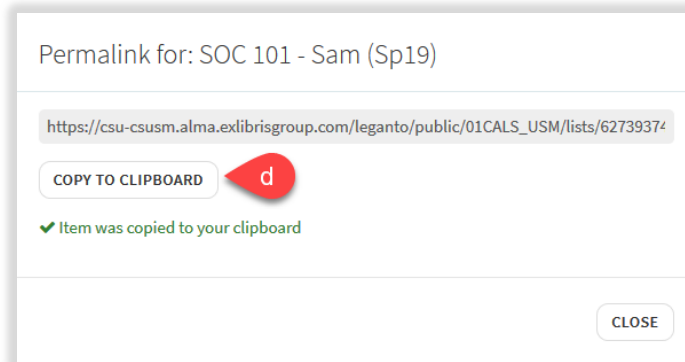 Permalink for: SOC 101 - Sam (Sp19)
https://csu-csusm.alma.exlibrisgroup.com/leganto/public/01CALS_USM/lists/62739374
COPY TO CLIPBOARD d
✔ Item was copied to your clipboard
CLOSE